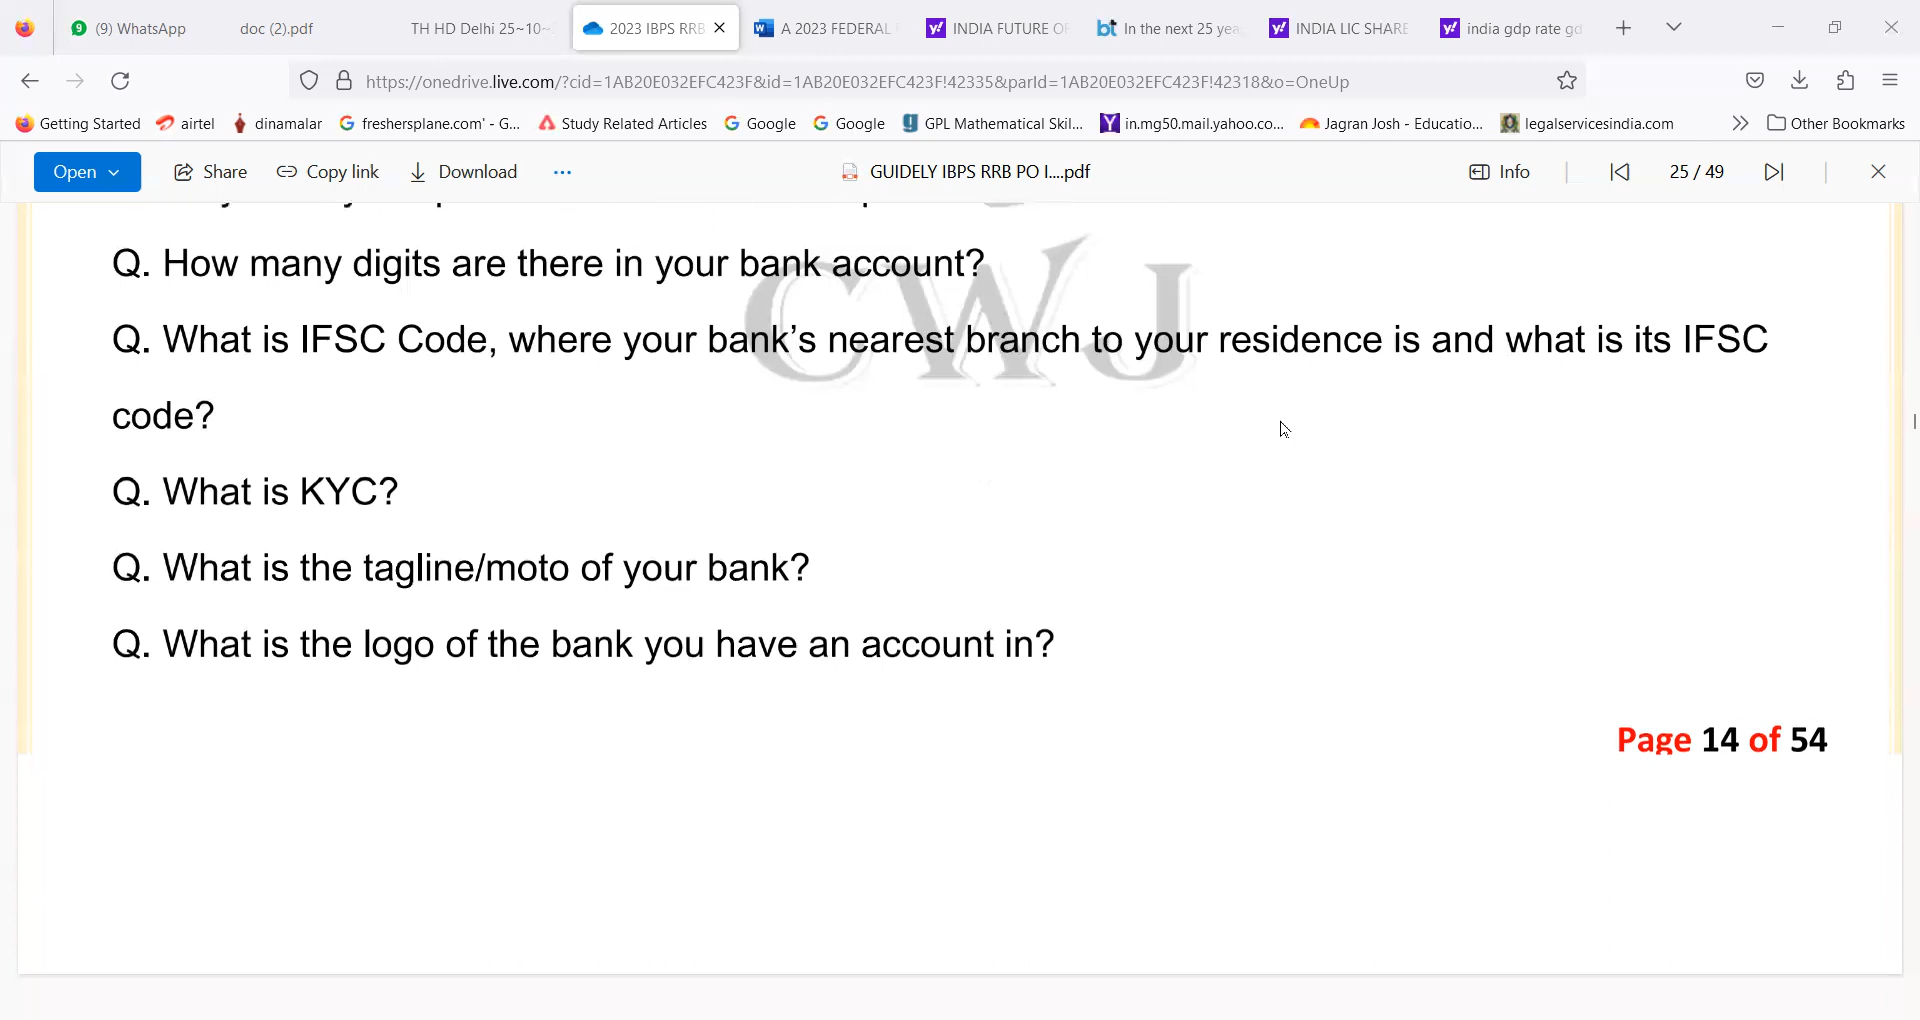 (9) WhatsApp
doc (2).pdf
TH HD Delhi 25~10~
2023 IBPS RRB
A 2023 FEDERAL
INDIA FUTURE OF
In the next 25 yea
INDIA LIC SHARE
india gdp rate gd
https://onedrive.live.com/?cid=1AB20E032EFC423F&id=1AB20E032EFC423F!42335&parId=1AB20E032EFC423F!42318&o=OneUp
Getting Started
airtel
dinamalar
freshersplane.com' - G...
Study Related Articles
Google
Google
GPL Mathematical Skil...
in.mg50.mail.yahoo.co...
Jagran Josh - Educatio...
legalservicesindia.com
Other Bookmarks
Open
Share
Copy link
Download
GUIDELY IBPS RRB PO I....pdf
Info
25 / 49
Q. How many digits are there in your bank account?
CWJ
Q. What is IFSC Code, where your bank’s nearest branch to your residence is and what is its IFSC
code?
Q. What is KYC?
Q. What is the tagline/moto of your bank?
Q. What is the logo of the bank you have an account in?
Page 14 of 54